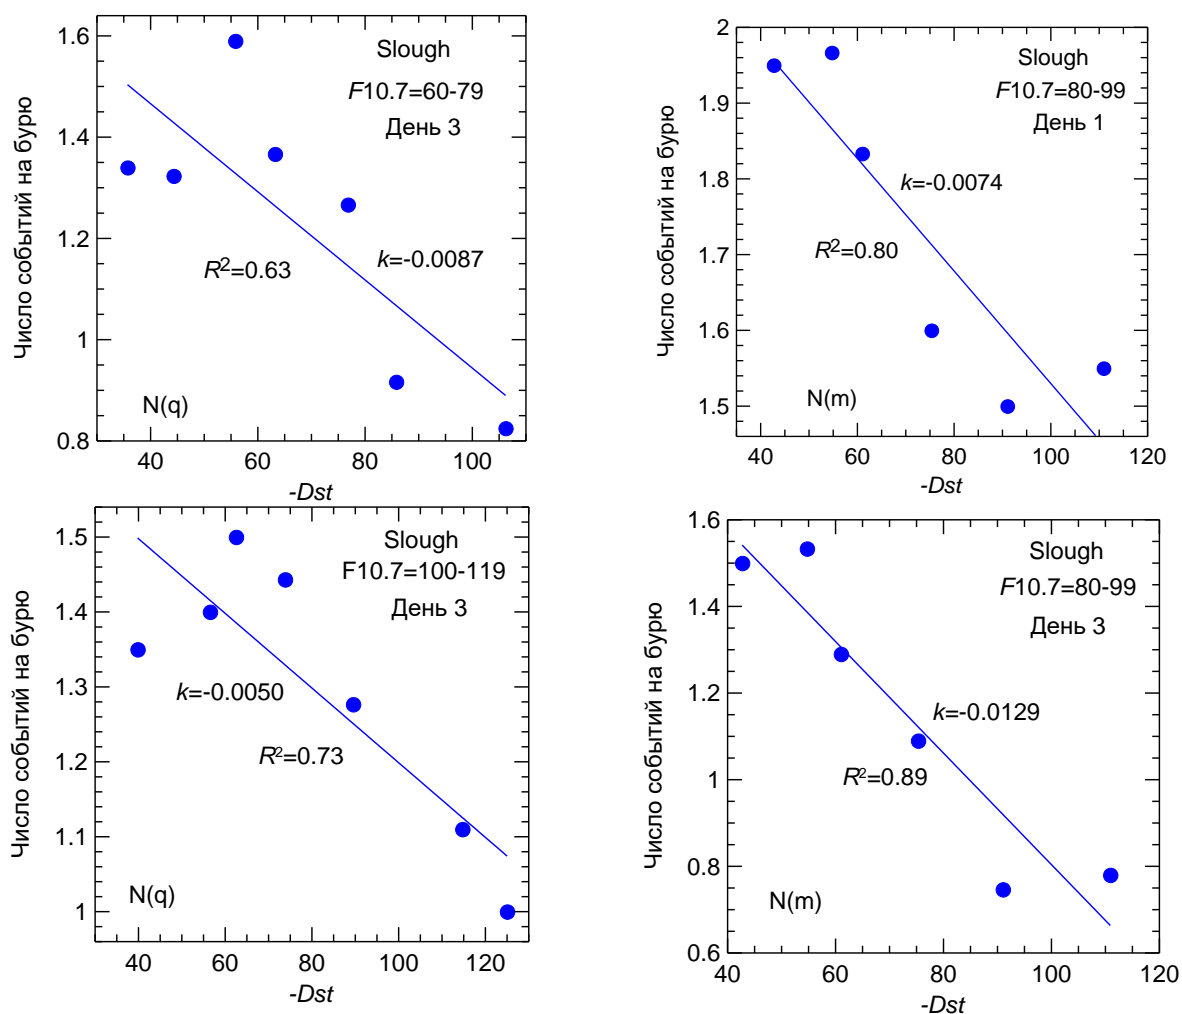 Число событий на бурю
1.6
1.4
1.2
1
0.8
Slough
F10.7=60-79
День 3
k=-0.0087
R²=0.63
N(q)
40 60 80 100
-Dst
Число событий на бурю
2
1.9
1.8
1.7
1.6
1.5
Slough
F10.7=80-99
День 1
k=-0.0074
R²=0.80
N(m)
40 60 80 100 120
-Dst
Число событий на бурю
1.5
1.4
1.3
1.2
1.1
1
Slough
F10.7=100-119
День 3
k=-0.0050
R²=0.73
N(q)
40 60 80 100 120
-Dst
Число событий на бурю
1.6
1.4
1.2
1
0.8
0.6
Slough
F10.7=80-99
День 3
k=-0.0129
R²=0.89
N(m)
40 60 80 100 120
-Dst